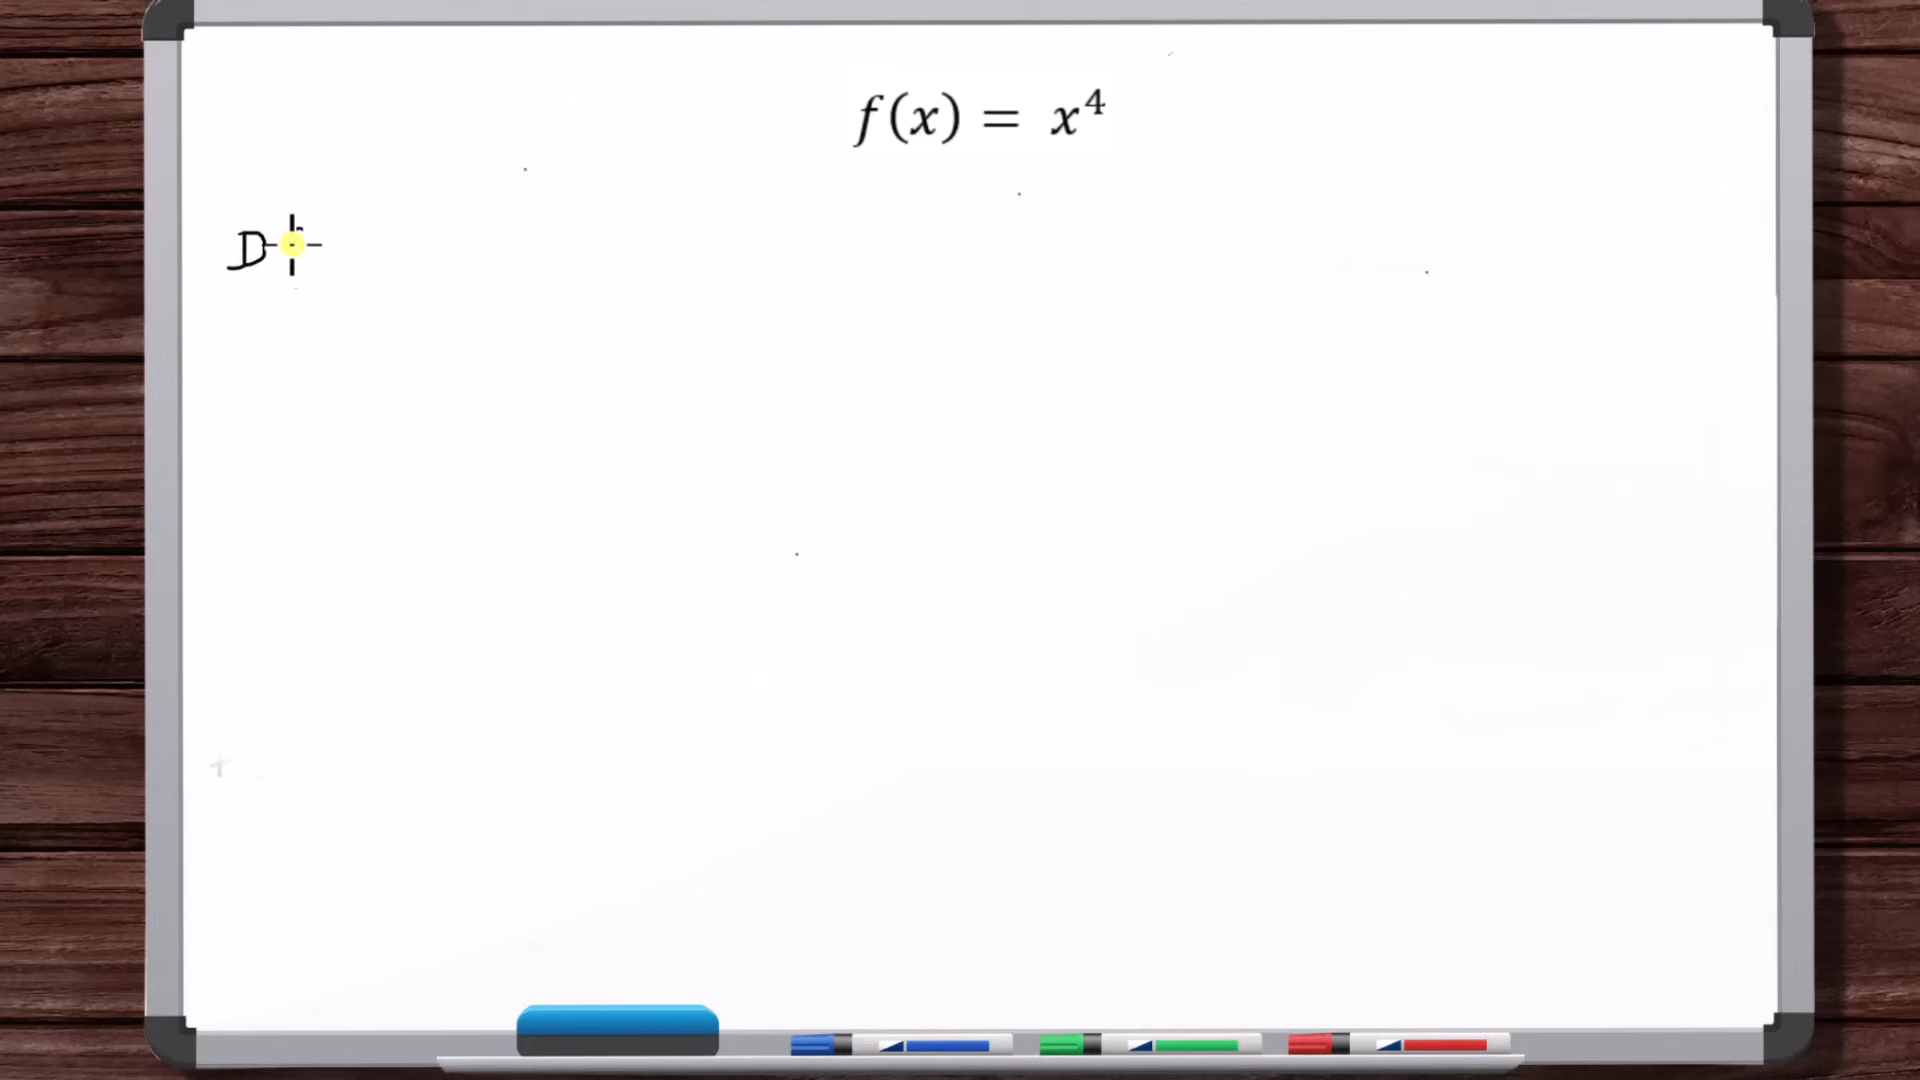 f(x) = x⁴
D